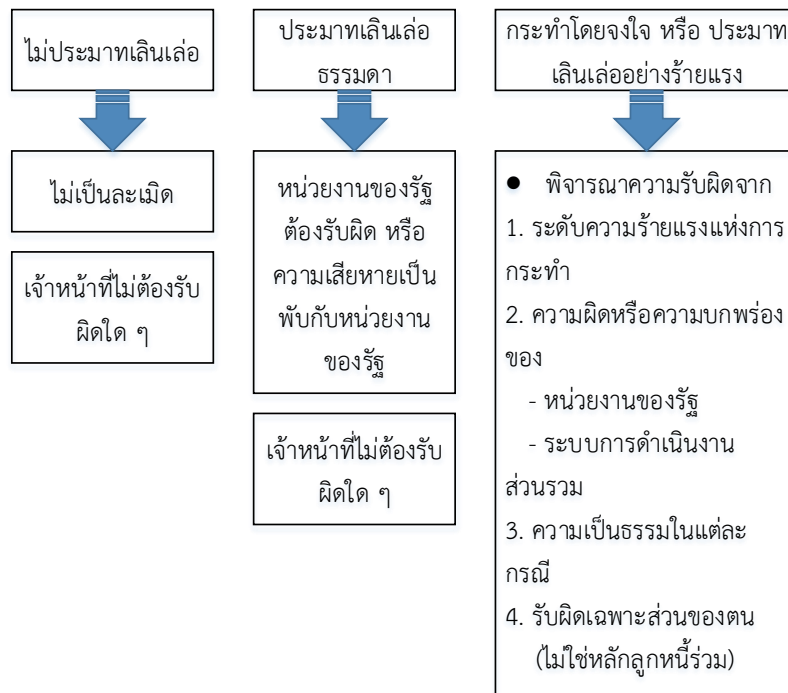 ไม่ประมาทเลินเล่อ
ไม่เป็นละเมิด
เจ้าหน้าที่ไม่ต้องรับ
ผิดใด ๆ
ประมาทเลินเล่อ
ธรรมดา
หน่วยงานของรัฐ
ต้องรับผิด หรือ
ความเสียหายเป็น
พับกับหน่วยงาน
ของรัฐ
เจ้าหน้าที่ไม่ต้องรับ
ผิดใด ๆ
กระทำโดยจงใจ หรือ ประมาท
เลินเล่ออย่างร้ายแรง
● พิจารณาความรับผิดจาก
1. ระดับความร้ายแรงแห่งการ
กระทำ
2. ความผิดหรือความบกพร่อง
ของ
- หน่วยงานของรัฐ
- ระบบการดำเนินงาน
ส่วนรวม
3. ความเป็นธรรมในแต่ละ
กรณี
4. รับผิดเฉพาะส่วนของตน
(ไม่ใช่หลักลูกหนี้ร่วม)